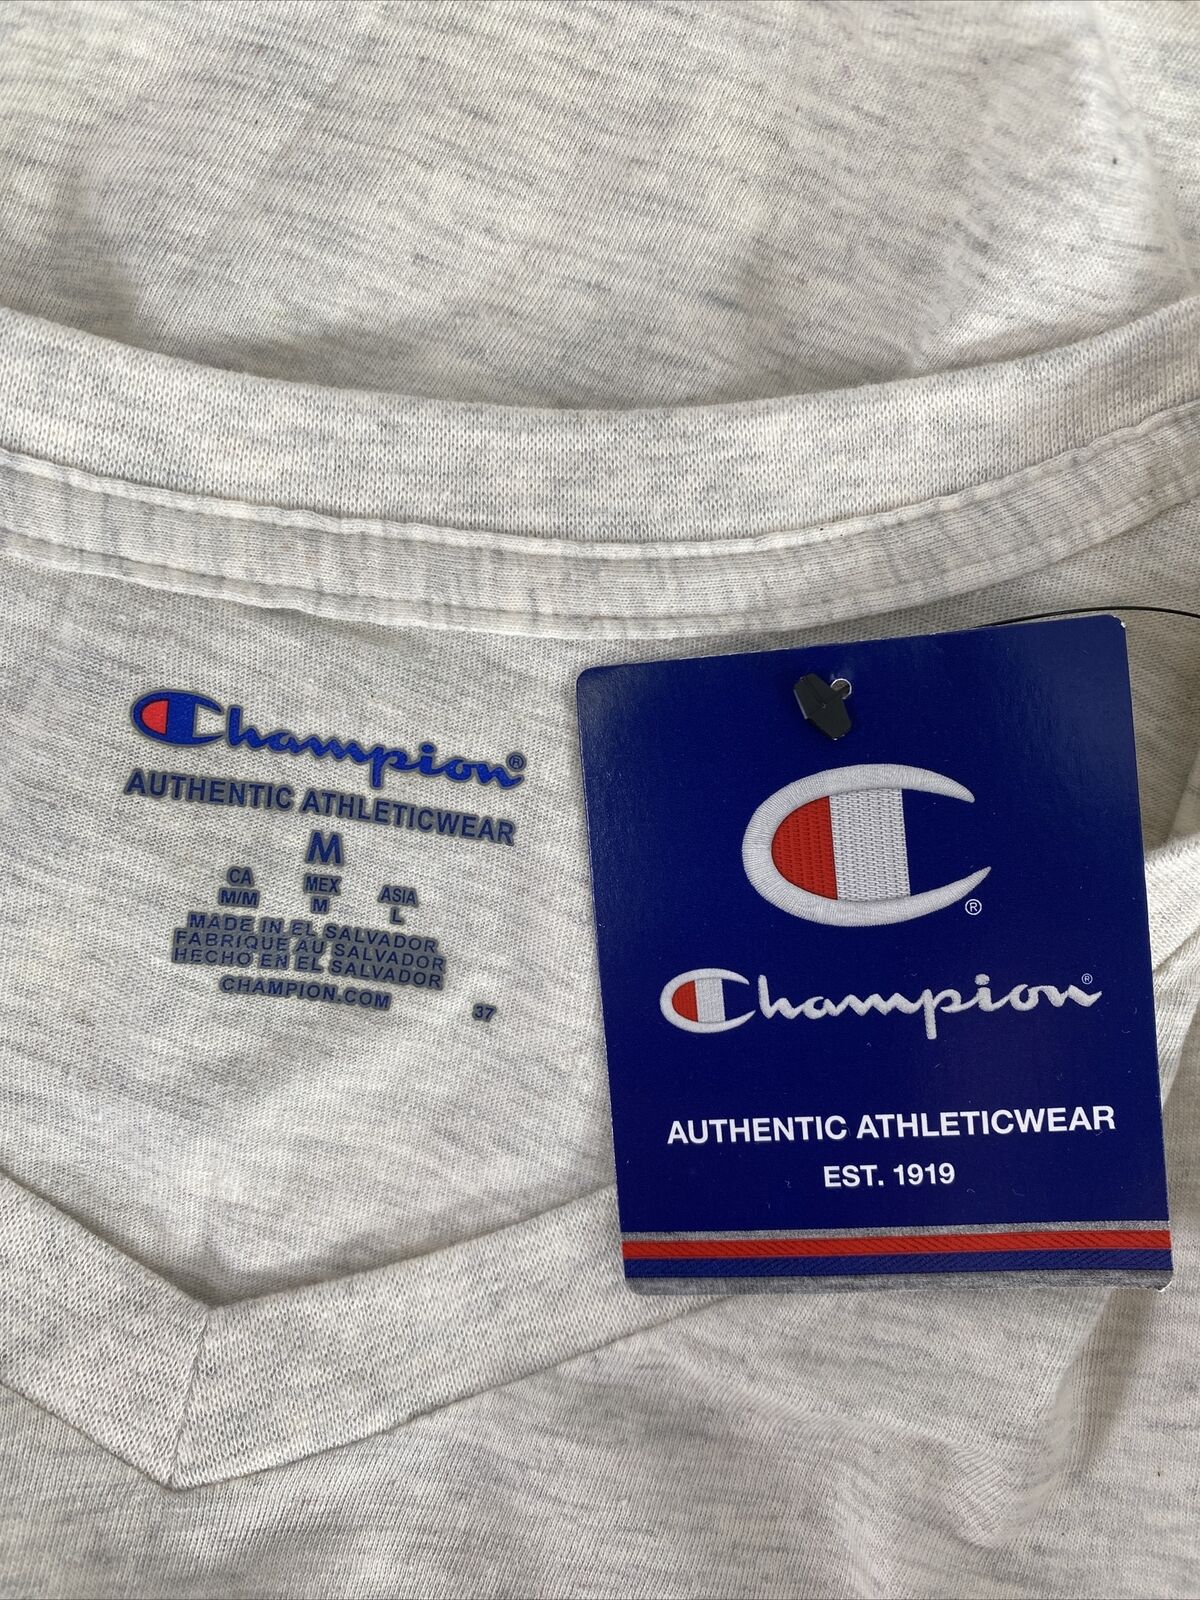 Champion®
AUTHENTIC ATHLETICWEAR
M
CA MEX ASIA
M/M M L
MADE IN EL SALVADOR
FABRIQUE AU SALVADOR
HECHO EN EL SALVADOR
CHAMPION.COM
37
®
Champion®
AUTHENTIC ATHLETICWEAR
EST. 1919